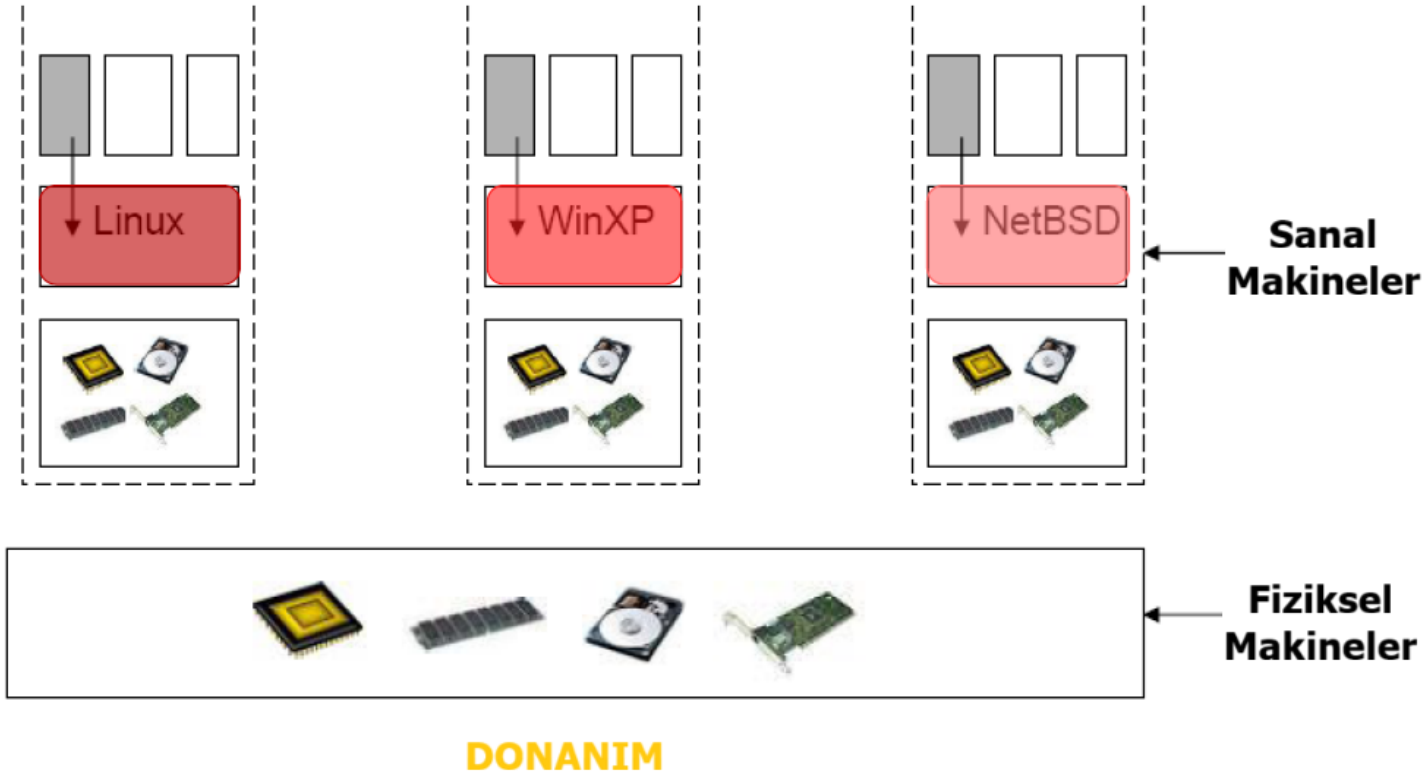 Linux
WinXP
NetBSD
Sanal
Makineler
Fiziksel
Makineler
DONANIM